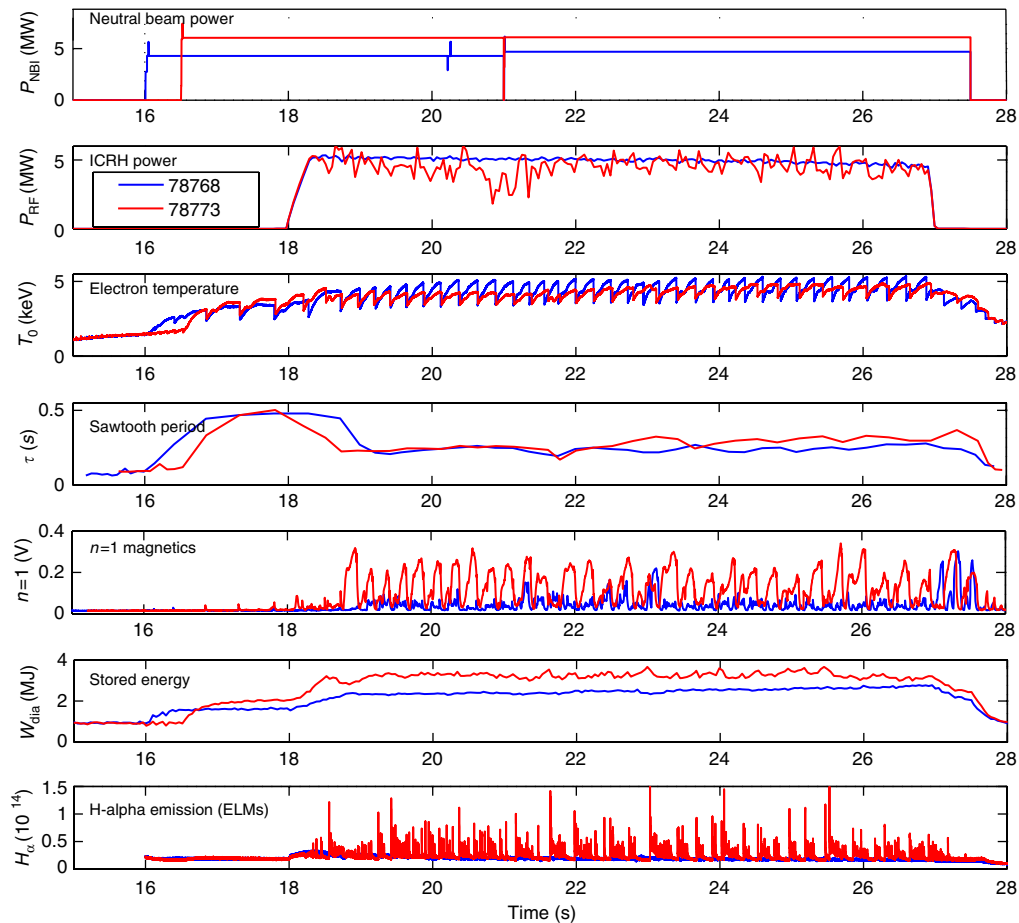 Neutral beam power
P_NBI (MW)
5
0
16 18 20 22 24 26 28
ICRH power
78768
78773
P_RF (MW)
5
0
16 18 20 22 24 26 28
Electron temperature
T_0 (keV)
5
0
16 18 20 22 24 26 28
Sawtooth period
τ (s)
0.5
0
16 18 20 22 24 26 28
n=1 magnetics
n=1 (V)
0.4
0.2
0
16 18 20 22 24 26 28
Stored energy
W_dia (MJ)
4
2
0
16 18 20 22 24 26 28
H-alpha emission (ELMs)
H_α (10^14)
1.5
1
0.5
0
16 18 20 22 24 26 28
Time (s)